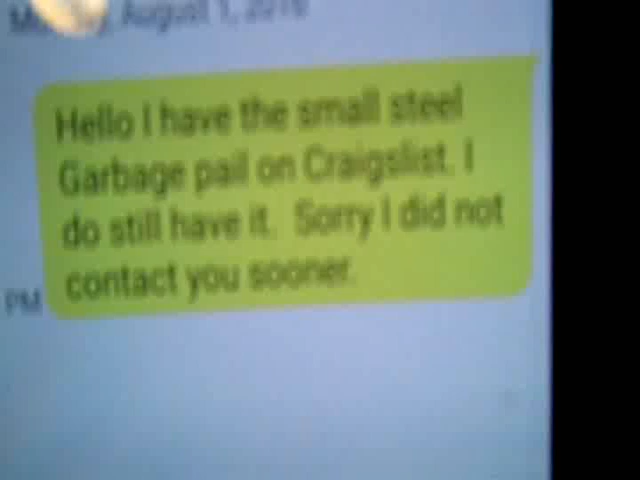 August 1, 2016
Hello I have the small steel
Garbage pail on Craigslist. I
do still have it. Sorry I did not
contact you sooner.
PM